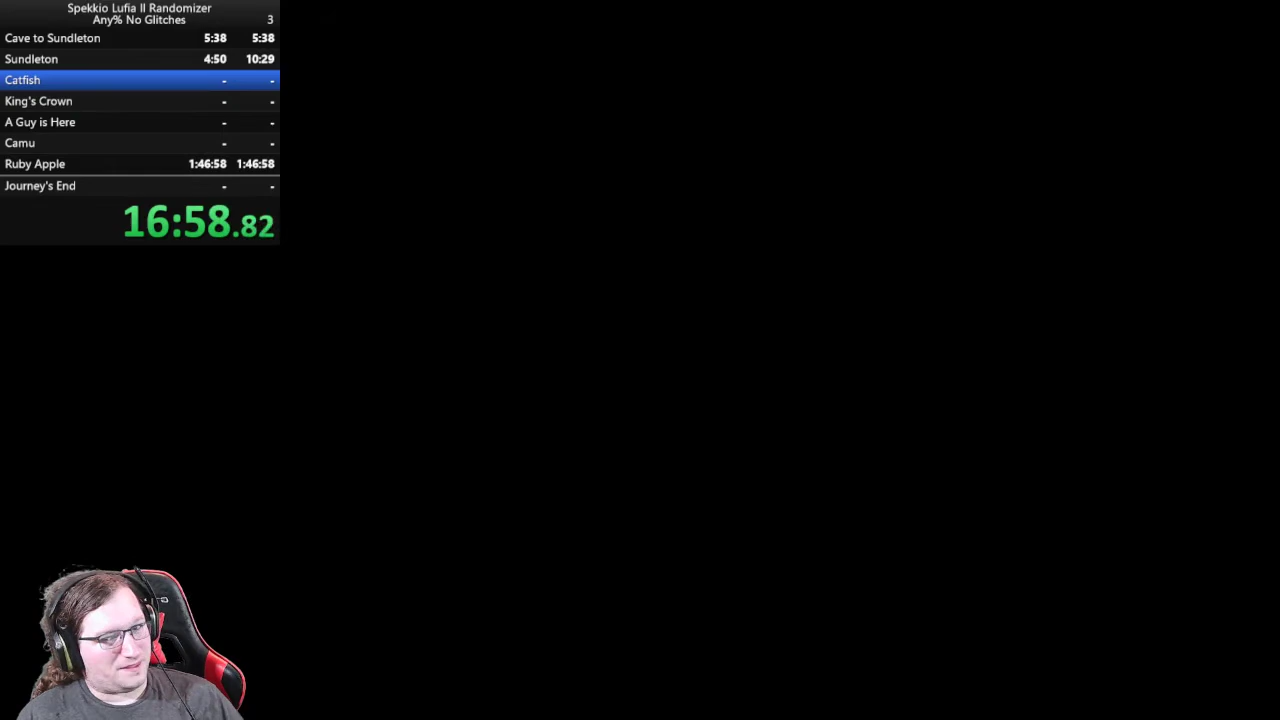 Spekkio Lufia II Randomizer
Any% No Glitches 3
Cave to Sundleton 5:38 5:38
Sundleton 4:50 10:29
Catfish - -
King's Crown - -
A Guy is Here - -
Camu - -
Ruby Apple 1:46:58 1:46:58
Journey's End - -
16:58.82